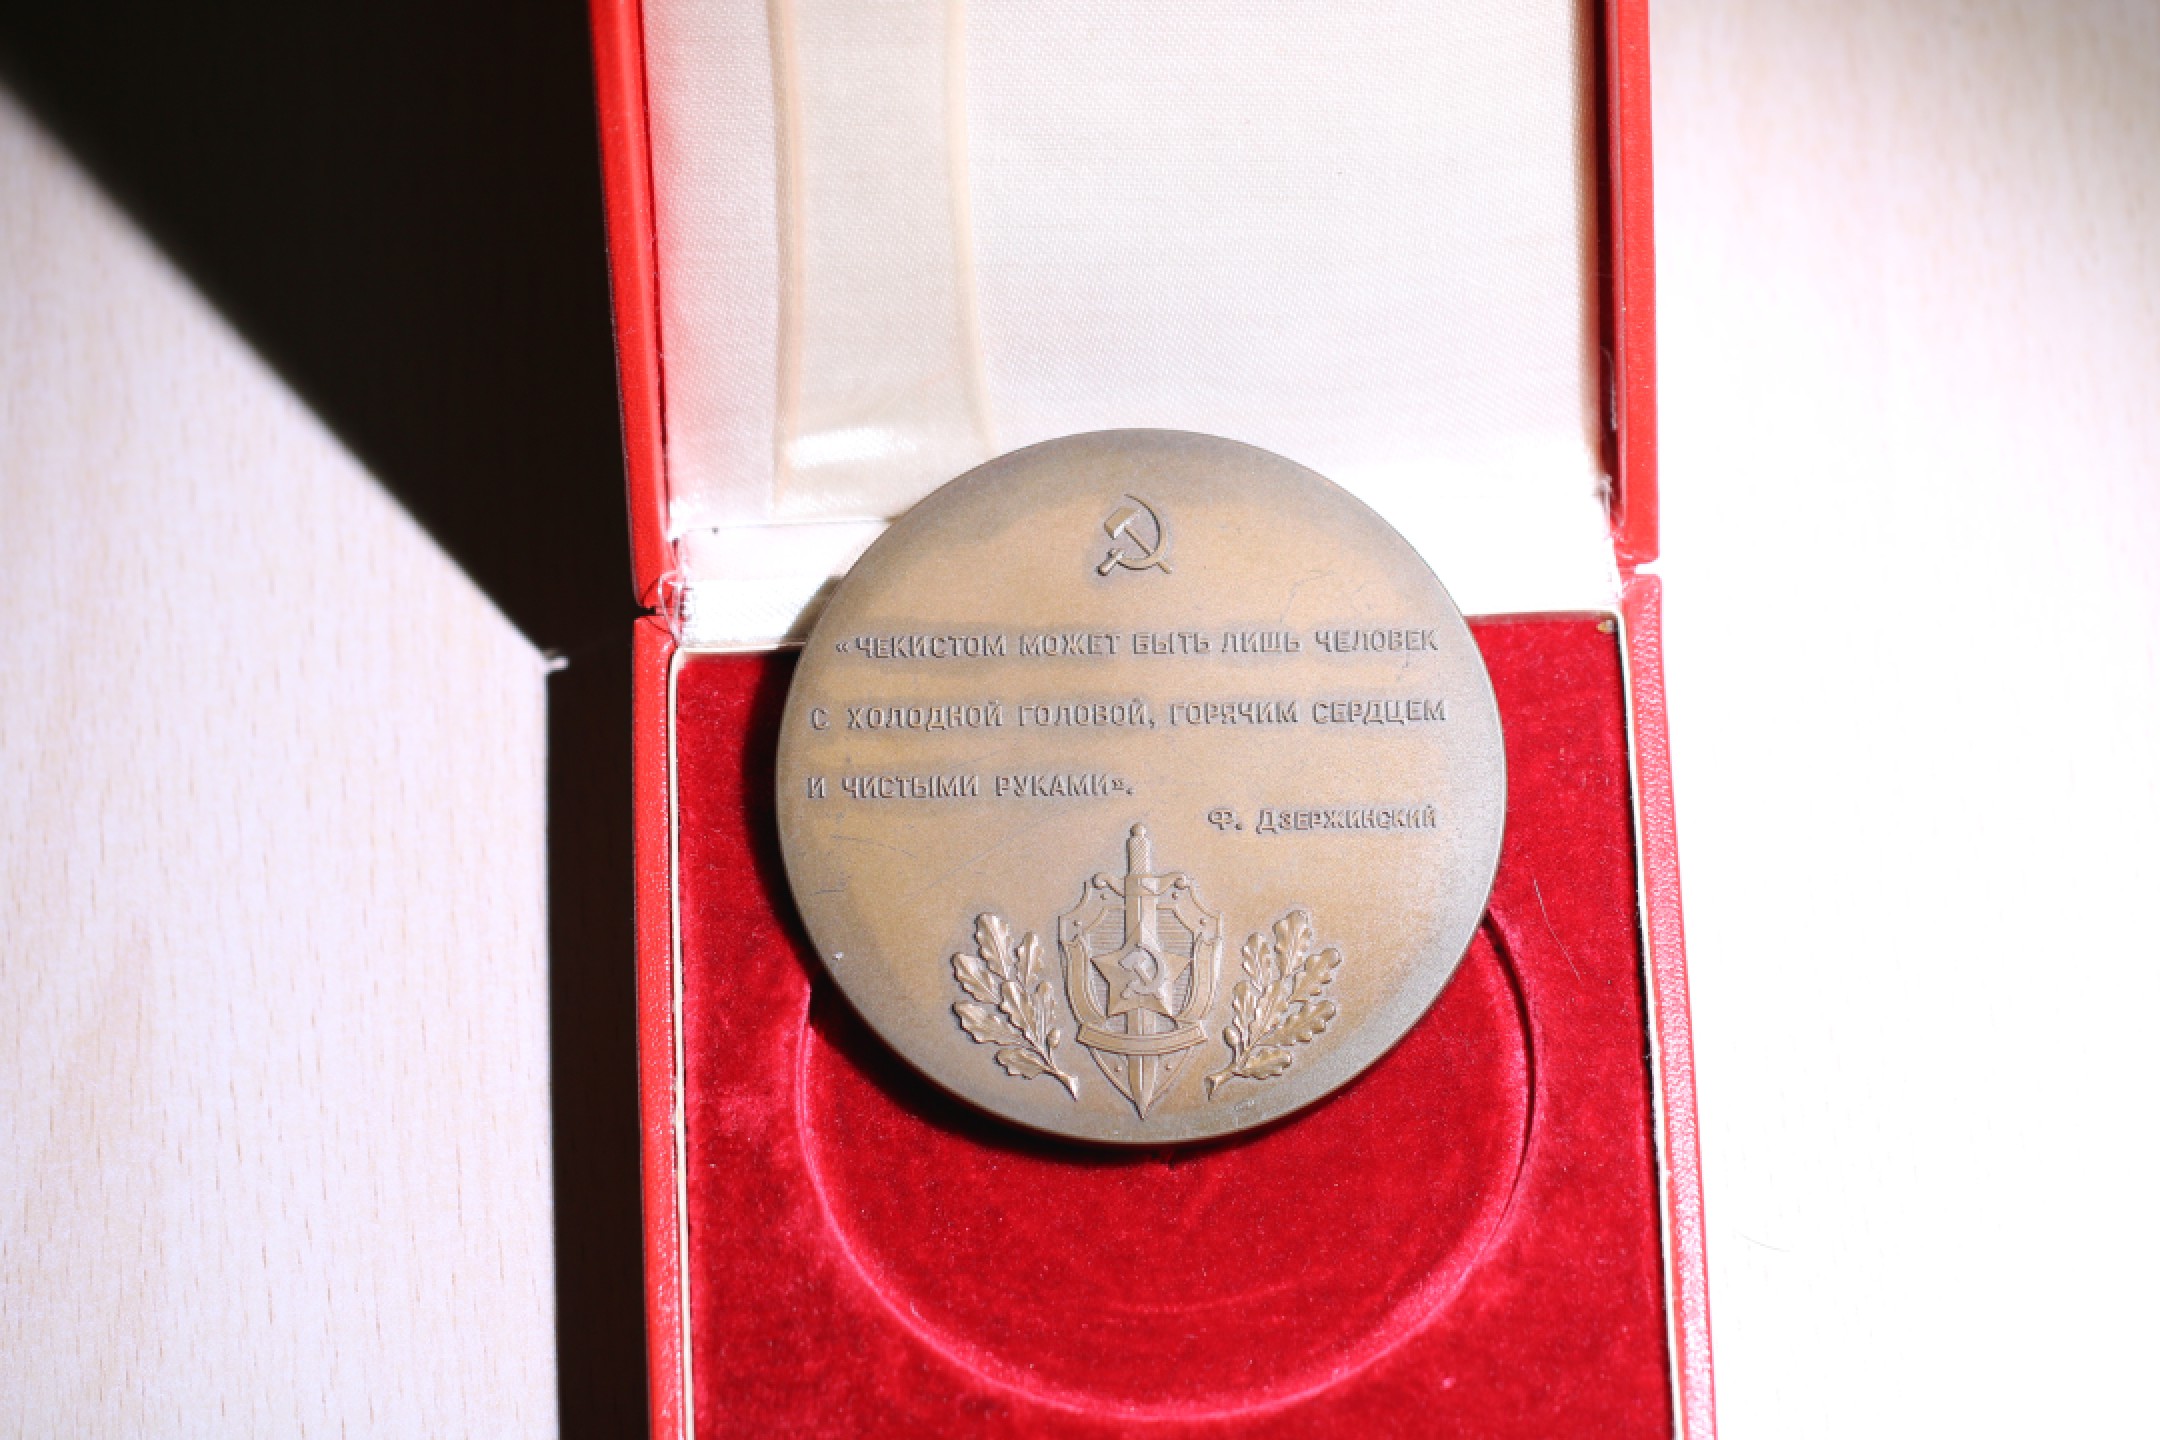 «ЧЕКИСТОМ МОЖЕТ БЫТЬ ЛИШЬ ЧЕЛОВЕК
С ХОЛОДНОЙ ГОЛОВОЙ, ГОРЯЧИМ СЕРДЦЕМ
И ЧИСТЫМИ РУКАМИ».
Ф. ДЗЕРЖИНСКИЙ